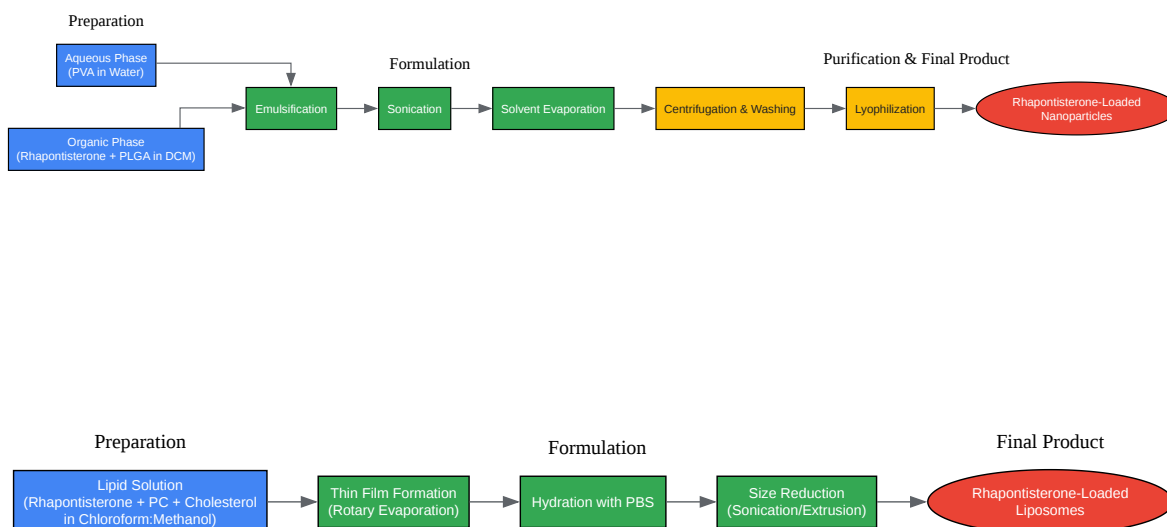 Preparation
Aqueous Phase
(PVA in Water)
Organic Phase
(Rhapontisterone + PLGA in DCM)
Formulation
Emulsification
Sonication
Solvent Evaporation
Purification & Final Product
Centrifugation & Washing
Lyophilization
Rhapontisterone-Loaded
Nanoparticles
Preparation
Lipid Solution
(Rhapontisterone + PC + Cholesterol
in Chloroform:Methanol)
Formulation
Thin Film Formation
(Rotary Evaporation)
Hydration with PBS
Size Reduction
(Sonication/Extrusion)
Final Product
Rhapontisterone-Loaded
Liposomes